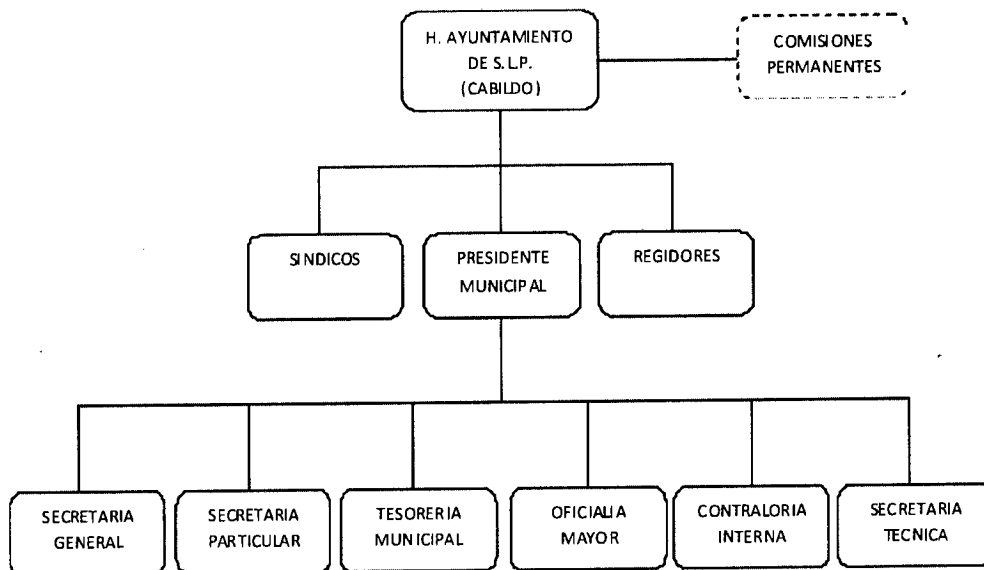 H. AYUNTAMIENTO
DE S.L.P.
(CABILDO)
COMISIONES
PERMANENTES
SINDICOS
PRESIDENTE
MUNICIPAL
REGIDORES
SECRETARIA
GENERAL
SECRETARIA
PARTICULAR
TESORERIA
MUNICIPAL
OFICIALIA
MAYOR
CONTRALORIA
INTERNA
SECRETARIA
TECNICA